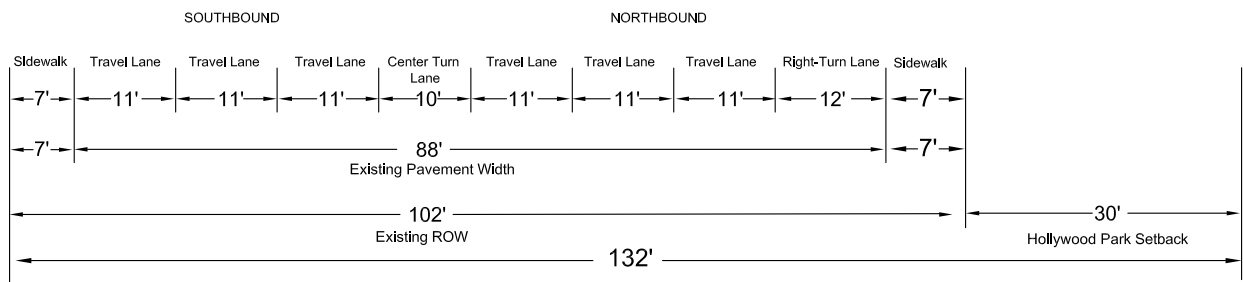 SOUTHBOUND NORTHBOUND
Sidewalk Travel Lane Travel Lane Travel Lane Center Turn Lane Travel Lane Travel Lane Travel Lane Right-Turn Lane Sidewalk
7' 11' 11' 11' 10' 11' 11' 11' 12' 7'
7' 88' 7'
Existing Pavement Width
102' 30'
Existing ROW Hollywood Park Setback
132'